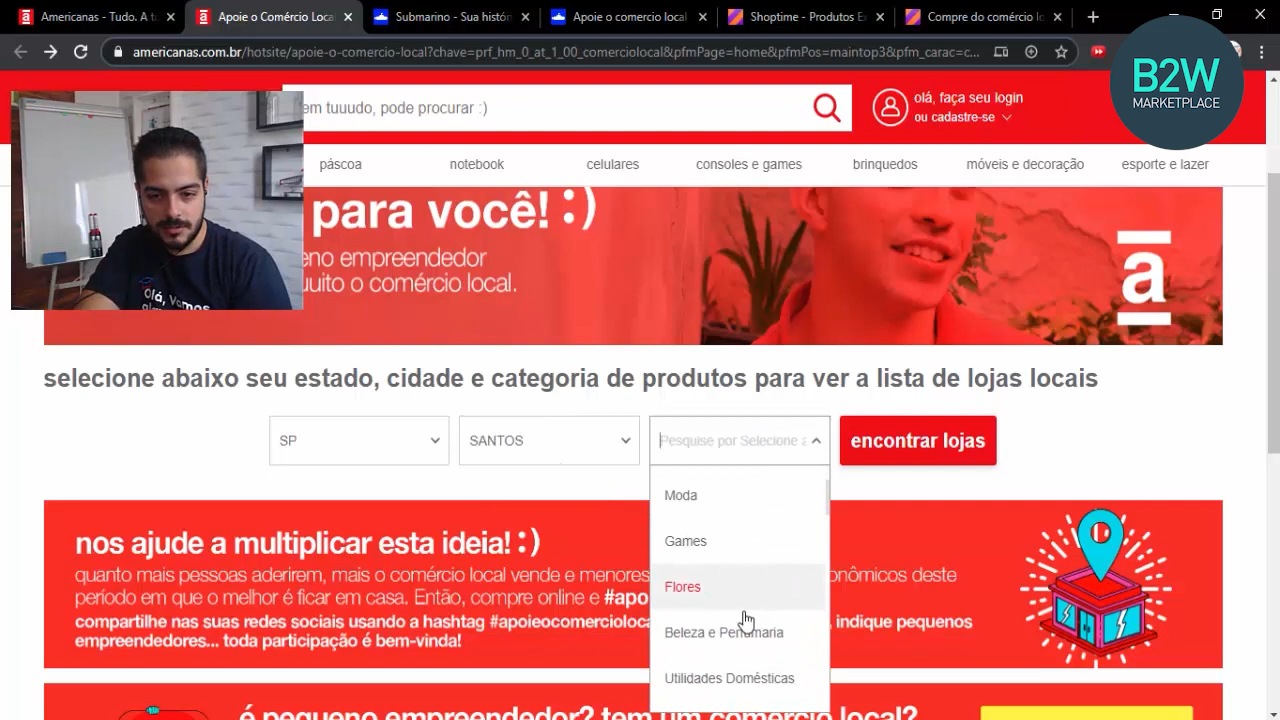 Americanas - Tudo. A to
Apoie o Comércio Loca
Submarino - Sua histór
Apoie o comercio local
Shoptime - Produtos Ex
Compre do comércio lo
americanas.com.br/hotsite/apoie-o-comercio-local?chave=prf_hm_0_at_1_00_comerciolocal&pfmPage=home&pfmPos=maintop3&pfm_carac=c...
B2W
MARKETPLACE
em tuuudo, pode procurar :)
olá, faça seu login
ou cadastre-se
páscoa
notebook
celulares
consoles e games
brinquedos
móveis e decoração
esporte e lazer
para você! :)
eno empreendedor
uito o comércio local.
a
Olá, Vamos
selecione abaixo seu estado, cidade e categoria de produtos para ver a lista de lojas locais
SP
SANTOS
Pesquise por Selecione a
encontrar lojas
Moda
Games
Flores
Beleza e Perfumaria
Utilidades Domésticas
nos ajude a multiplicar esta ideia! :)
quanto mais pessoas aderirem, mais o comércio local vende e menores onômicos deste
período em que o melhor é ficar em casa. Então, compre online e #apo
compartilhe nas suas redes sociais usando a hashtag #apoieocomercioloca , indique pequenos
empreendedores... toda participação é bem-vinda!
é pequeno empreendedor? tem um comércio local?